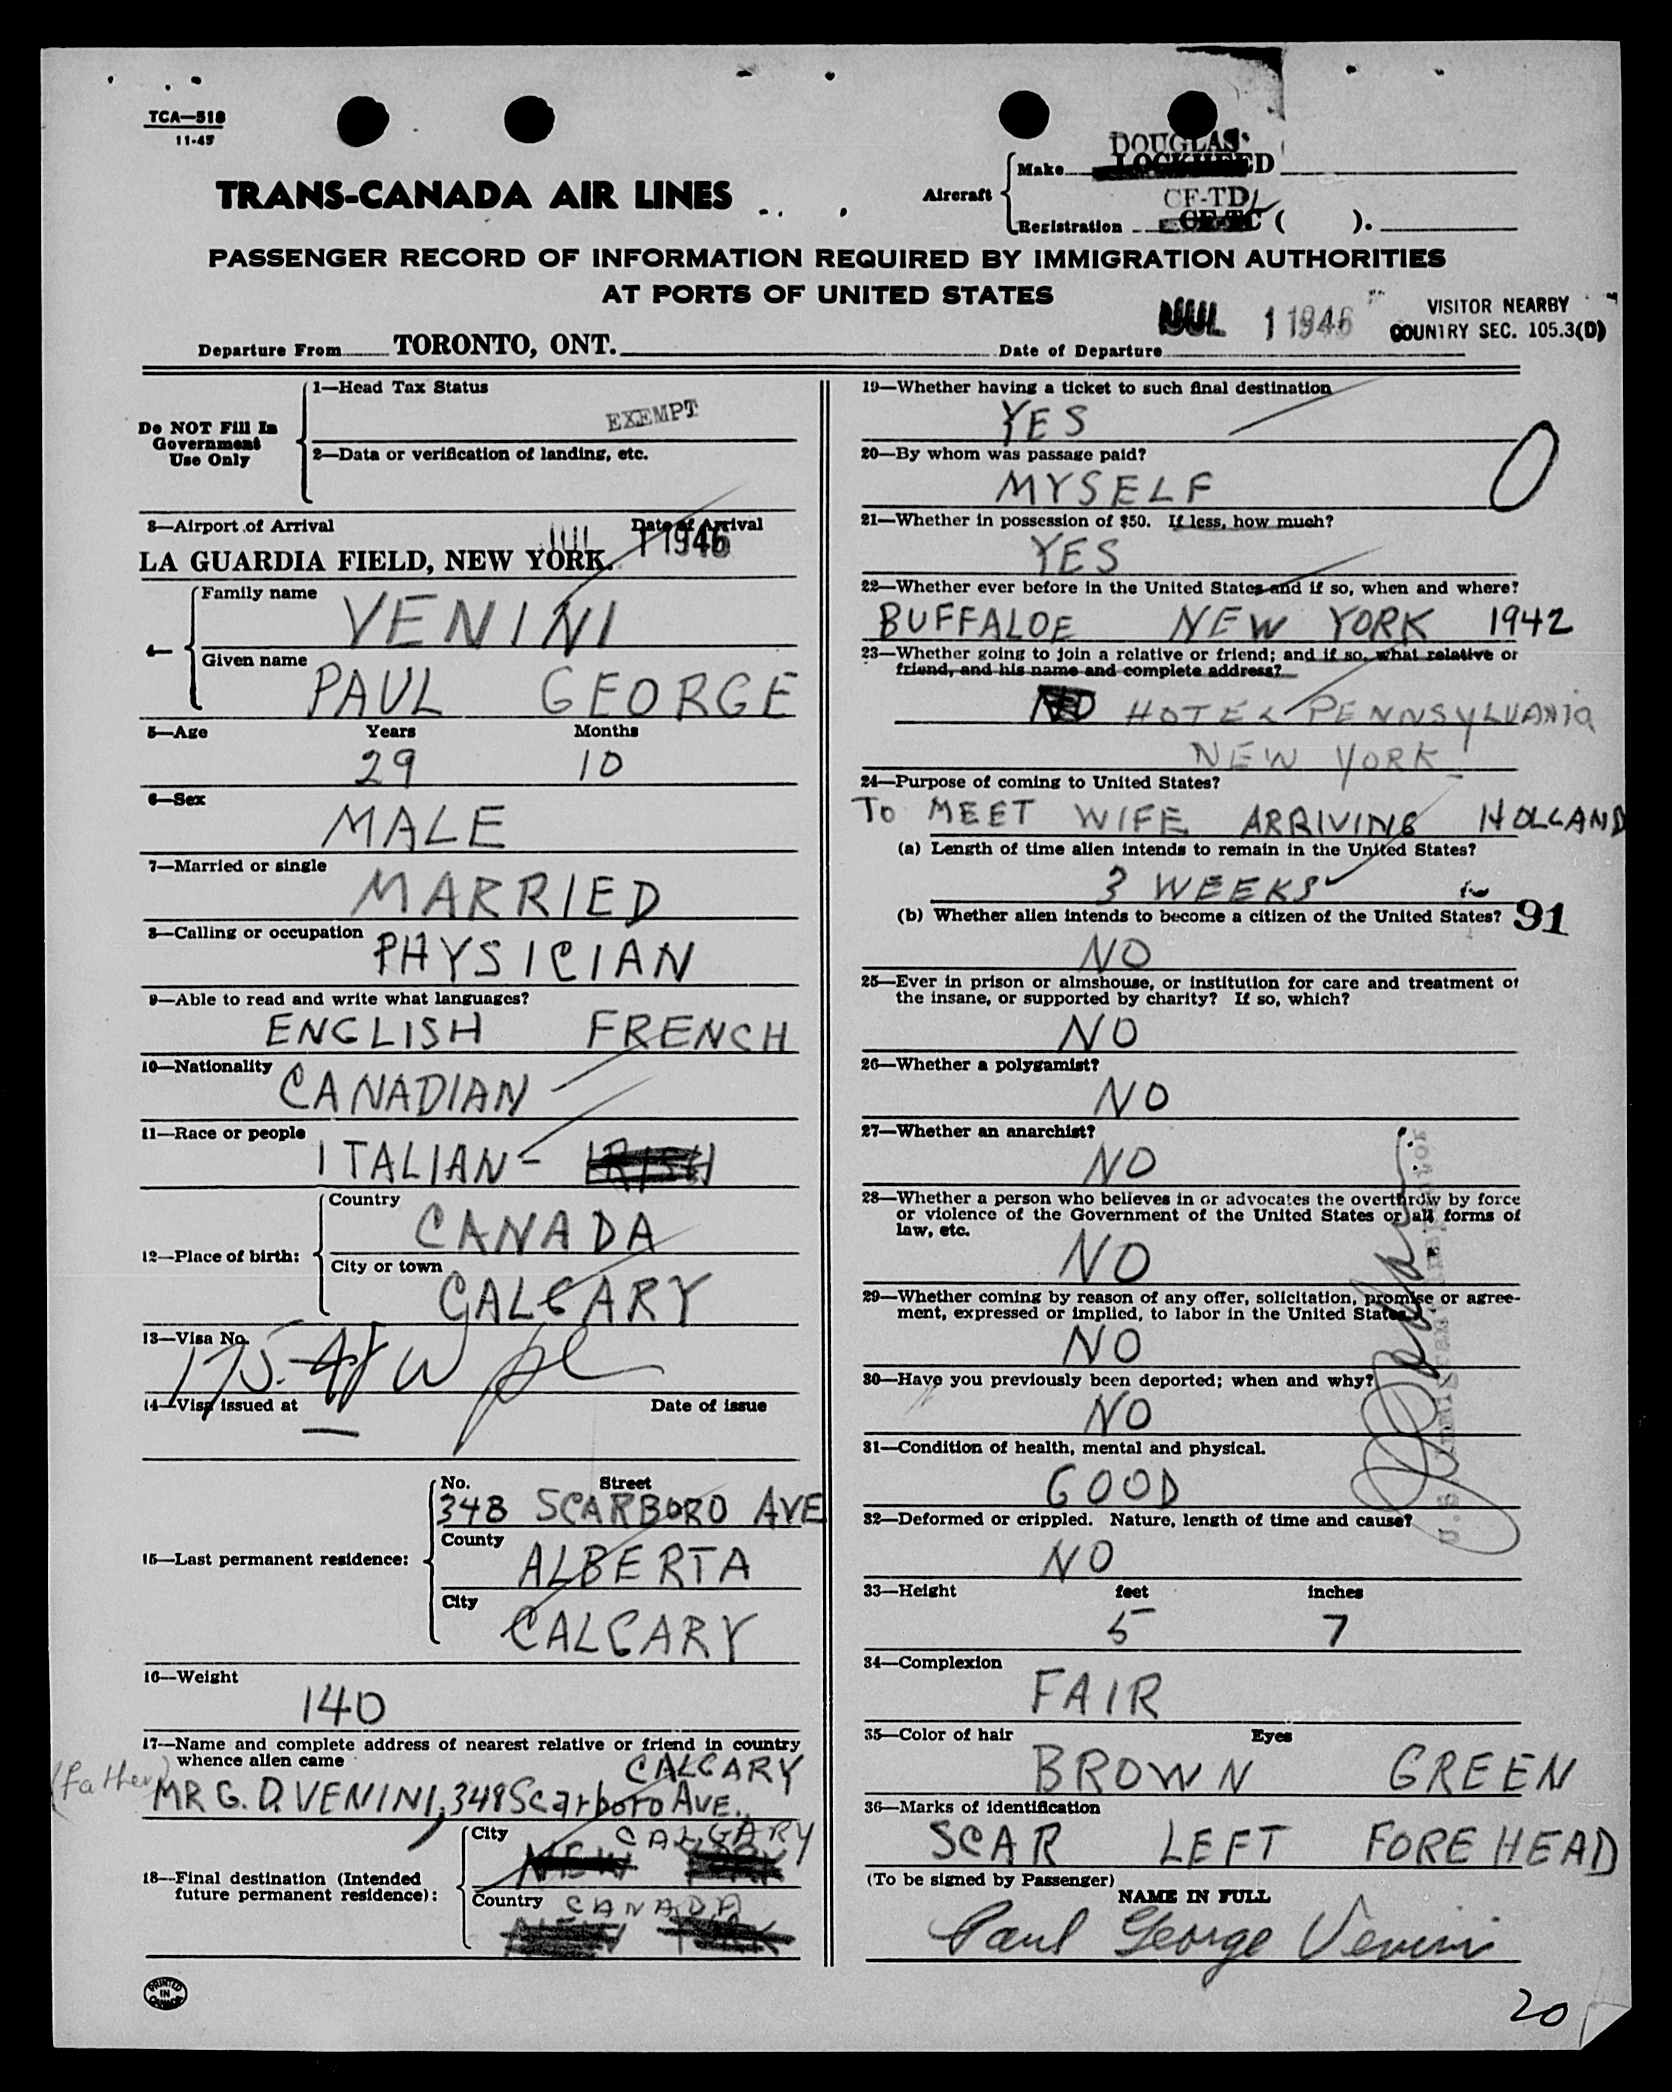 TCA—518
11-45
DOUGLAS
Make LOCKHEED
TRANS-CANADA AIR LINES
Aircraft
CF-TDL
Registration CF-TC ( ).
PASSENGER RECORD OF INFORMATION REQUIRED BY IMMIGRATION AUTHORITIES
AT PORTS OF UNITED STATES
JUL 1 1946
VISITOR NEARBY
COUNTRY SEC. 105.3(D)
Departure From TORONTO, ONT.
Date of Departure
Do NOT Fill In
Government
Use Only
1—Head Tax Status
EXEMPT
2—Data or verification of landing, etc.
3—Airport of Arrival Date of Arrival
LA GUARDIA FIELD, NEW YORK. JUL 1 1946
4—
Family name
VENINI
Given name
PAUL GEORGE
5—Age Years Months
29 10
6—Sex
MALE
7—Married or single
MARRIED
8—Calling or occupation
PHYSICIAN
9—Able to read and write what languages?
ENGLISH FRENCH
10—Nationality
CANADIAN
11—Race or people
ITALIAN - IRISH
12—Place of birth:
Country
CANADA
City or town
CALGARY
13—Visa No.
175.
14—Visa issued at Date of issue
15—Last permanent residence:
No. Street
348 SCARBORO AVE
County
ALBERTA
City
CALGARY
16—Weight
140
17—Name and complete address of nearest relative or friend in country
whence alien came
CALGARY
(father) MR G. D. VENINI, 348 Scarboro AVE.
18—Final destination (Intended
future permanent residence):
City CALGARY
NEW YORK
Country CANADA
NEW YORK
PRINTED
IN
CANADA
19—Whether having a ticket to such final destination
YES
20—By whom was passage paid?
MYSELF
21—Whether in possession of $50. If less, how much?
YES
22—Whether ever before in the United States and if so, when and where?
BUFFALOE NEW YORK 1942
23—Whether going to join a relative or friend; and if so, what relative or
friend, and his name and complete address?
NO HOTEL PENNSYLVANIA
NEW YORK
24—Purpose of coming to United States?
TO MEET WIFE ARRIVING HOLLAND
(a) Length of time alien intends to remain in the United States?
3 WEEKS
(b) Whether alien intends to become a citizen of the United States?
91
NO
25—Ever in prison or almshouse, or institution for care and treatment of
the insane, or supported by charity? If so, which?
NO
26—Whether a polygamist?
NO
27—Whether an anarchist?
NO
28—Whether a person who believes in or advocates the overthrow by force
or violence of the Government of the United States or all forms of
law, etc.
NO
29—Whether coming by reason of any offer, solicitation, promise or agree-
ment, expressed or implied, to labor in the United States?
NO
30—Have you previously been deported; when and why?
NO
31—Condition of health, mental and physical.
GOOD
32—Deformed or crippled. Nature, length of time and cause?
NO
33—Height feet inches
5 7
34—Complexion
FAIR
35—Color of hair Eyes
BROWN GREEN
36—Marks of identification
SCAR LEFT FOREHEAD
(To be signed by Passenger)
NAME IN FULL
Paul George Venini
20